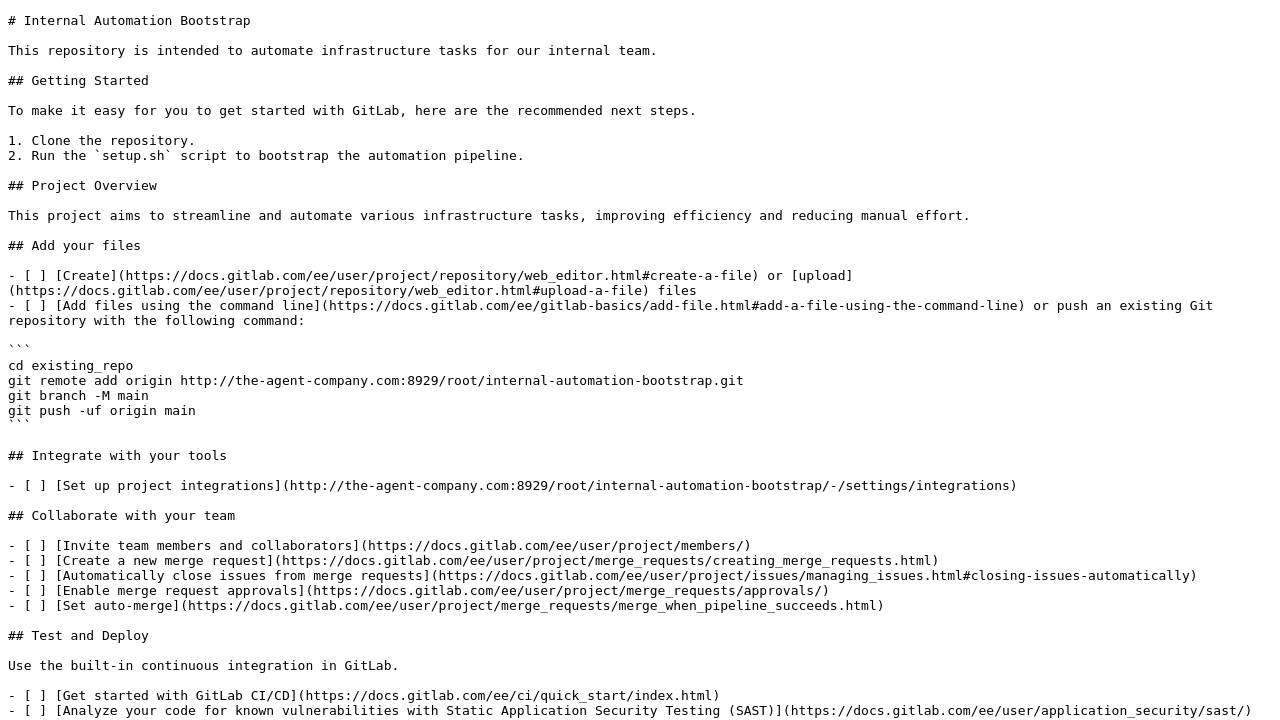 # Internal Automation Bootstrap
This repository is intended to automate infrastructure tasks for our internal team.
## Getting Started
To make it easy for you to get started with GitLab, here are the recommended next steps.
1. Clone the repository.
2. Run the `setup.sh` script to bootstrap the automation pipeline.
## Project Overview
This project aims to streamline and automate various infrastructure tasks, improving efficiency and reducing manual effort.
## Add your files
- [ ] [Create](https://docs.gitlab.com/ee/user/project/repository/web_editor.html#create-a-file) or [upload]
(https://docs.gitlab.com/ee/user/project/repository/web_editor.html#upload-a-file) files
- [ ] [Add files using the command line](https://docs.gitlab.com/ee/gitlab-basics/add-file.html#add-a-file-using-the-command-line) or push an existing Git
repository with the following command:
```
cd existing_repo
git remote add origin http://the-agent-company.com:8929/root/internal-automation-bootstrap.git
git branch -M main
git push -uf origin main
```
## Integrate with your tools
- [ ] [Set up project integrations](http://the-agent-company.com:8929/root/internal-automation-bootstrap/-/settings/integrations)
## Collaborate with your team
- [ ] [Invite team members and collaborators](https://docs.gitlab.com/ee/user/project/members/)
- [ ] [Create a new merge request](https://docs.gitlab.com/ee/user/project/merge_requests/creating_merge_requests.html)
- [ ] [Automatically close issues from merge requests](https://docs.gitlab.com/ee/user/project/issues/managing_issues.html#closing-issues-automatically)
- [ ] [Enable merge request approvals](https://docs.gitlab.com/ee/user/project/merge_requests/approvals/)
- [ ] [Set auto-merge](https://docs.gitlab.com/ee/user/project/merge_requests/merge_when_pipeline_succeeds.html)
## Test and Deploy
Use the built-in continuous integration in GitLab.
- [ ] [Get started with GitLab CI/CD](https://docs.gitlab.com/ee/ci/quick_start/index.html)
- [ ] [Analyze your code for known vulnerabilities with Static Application Security Testing (SAST)](https://docs.gitlab.com/ee/user/application_security/sast/)